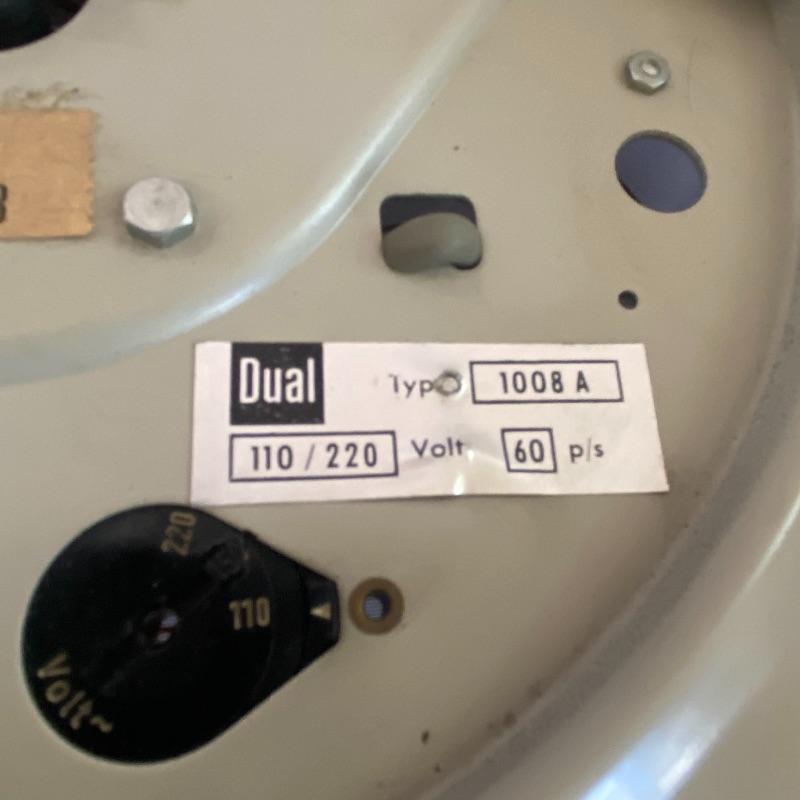 Dual Typ 1008 A
110 / 220 Volt 60 p/s
220
110
Volt~